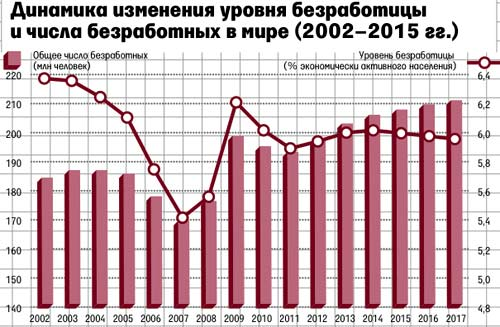 Динамика изменения уровня безработицы
и числа безработных в мире (2002–2015 гг.)
Общее число безработных
(млн человек)
Уровень безработицы
(% экономически активного населения)
220
210
200
190
180
170
160
150
140
6,4
6,2
6,0
5,8
5,6
5,4
5,2
5,0
4,8
2002 2003 2004 2005 2006 2007 2008 2009 2010 2011 2012 2013 2014 2015 2016 2017